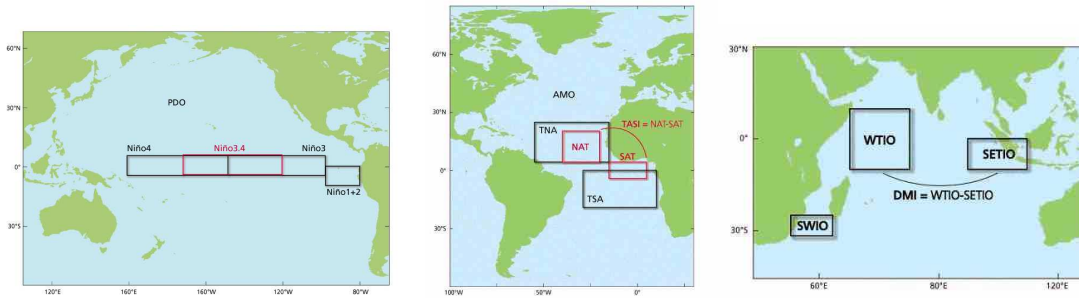 60°N
30°N
0°
30°S
120°E
160°E
160°W
120°W
80°W
PDO
Niño4
Niño3.4
Niño3
Niño1+2
60°N
30°N
0°
30°S
100°W
50°W
0°
AMO
TNA
TASI = NAT-SAT
NAT
SAT
TSA
30°N
0°
30°S
60°E
80°E
120°E
WTIO
SETIO
DMI = WTIO-SETIO
SWIO